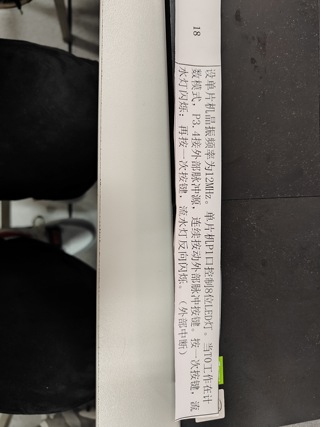 18
设单片机晶振频率为12MHz。单片机P1口控制8位LED灯。当T0工作在计
数模式，P3.4接外部脉冲源，连续按动外部脉冲按键。按一次按键，流
水灯闪烁；再按一次按键，流水灯反向闪烁。（外部中断）